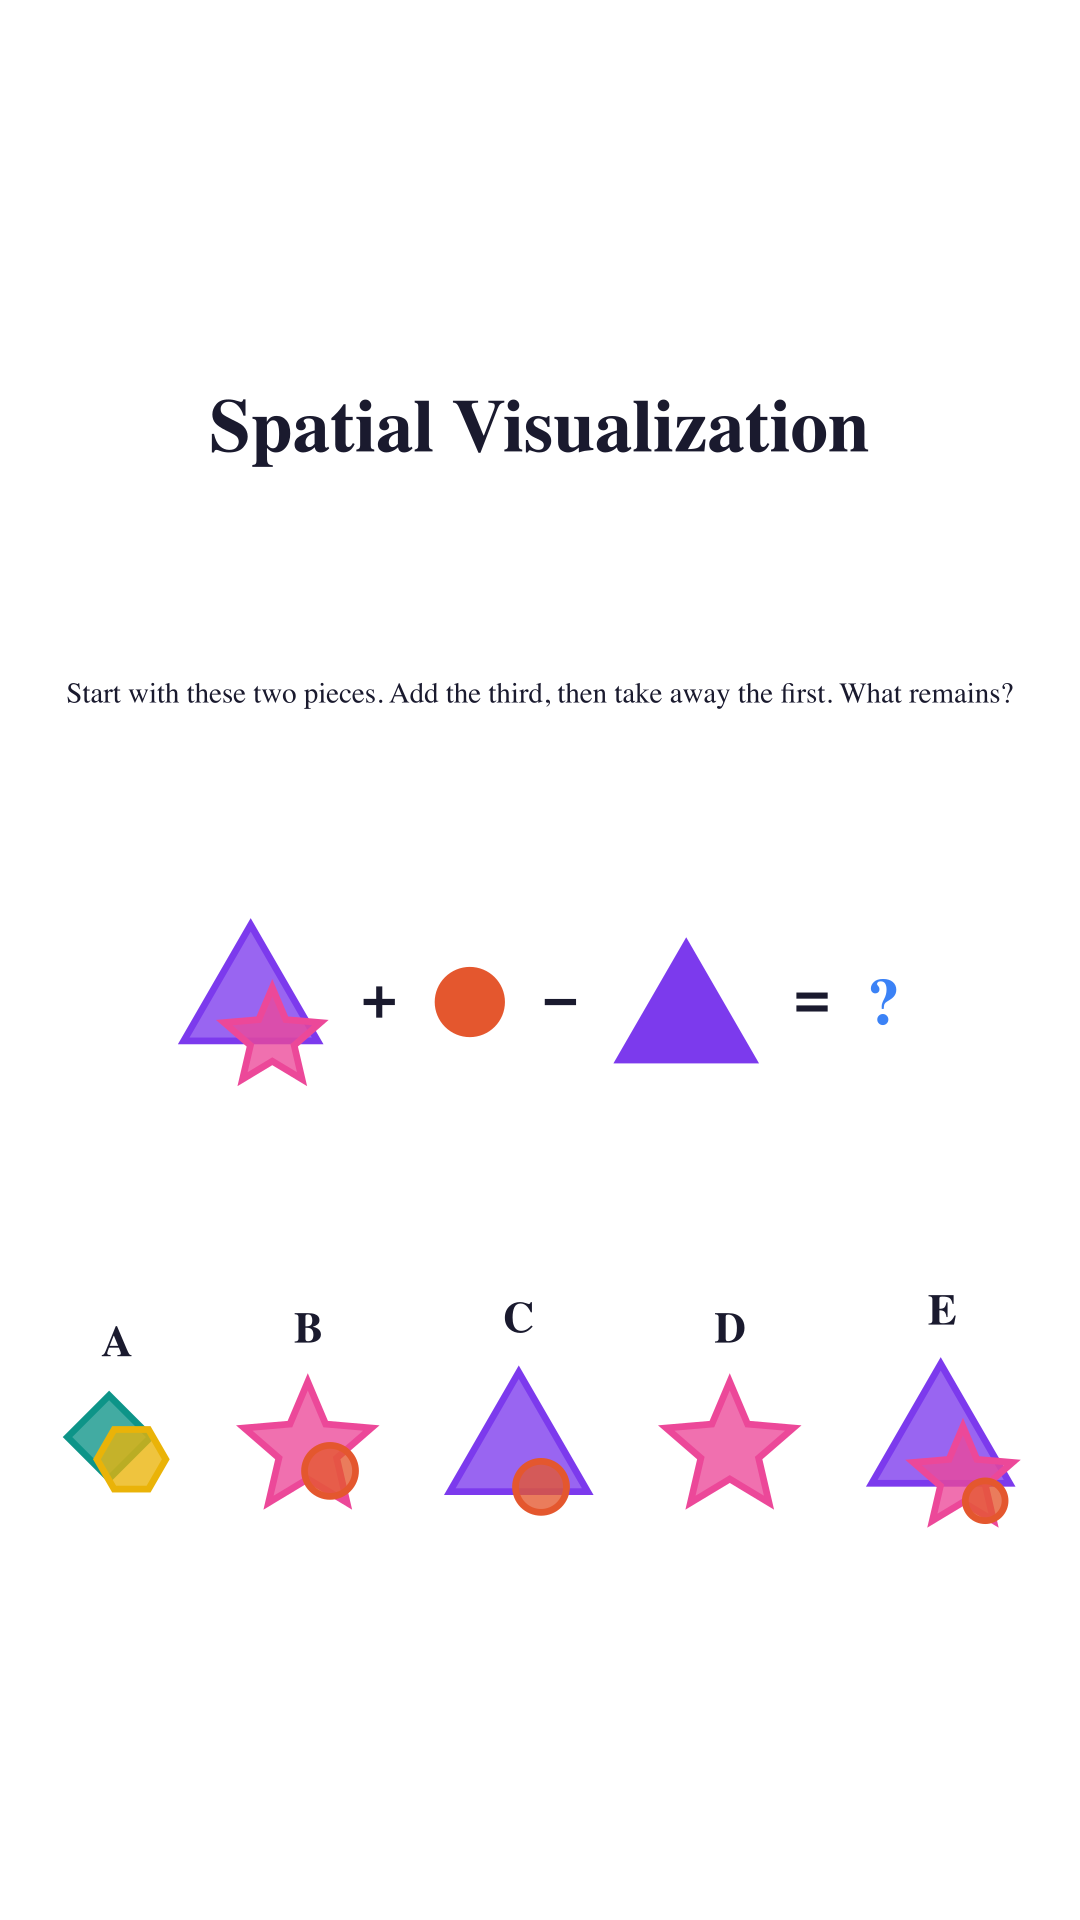 Spatial Visualization
Start with these two pieces. Add the third, then take away the first. What remains?
+ − = ?
A B C D E